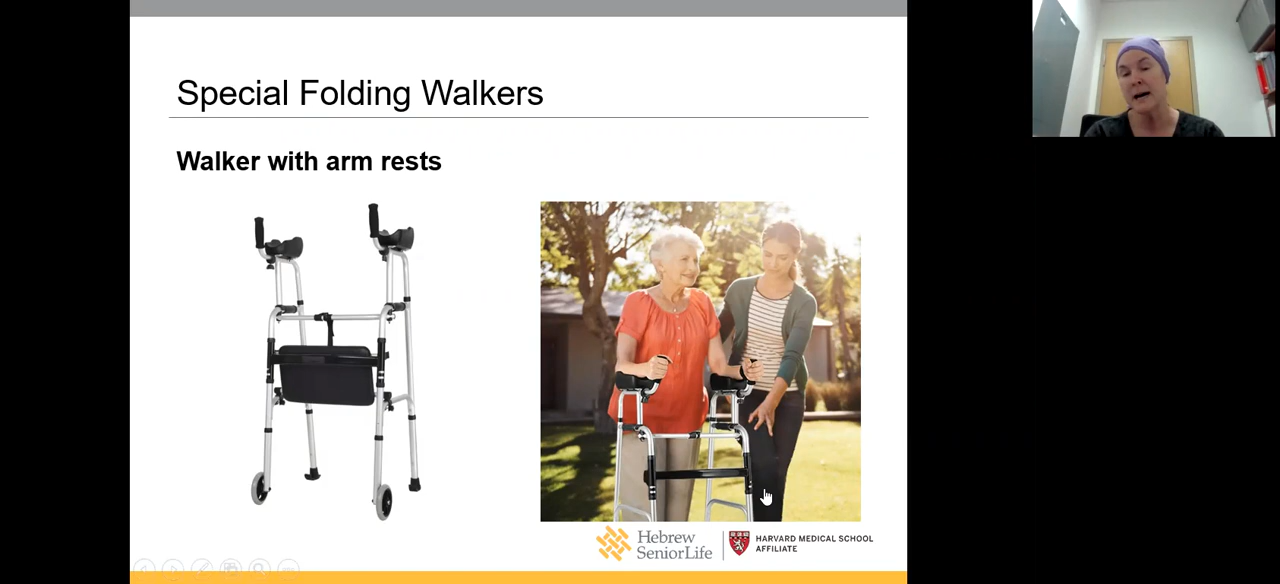 Special Folding Walkers
Walker with arm rests
Hebrew
SeniorLife
HARVARD MEDICAL SCHOOL
AFFILIATE